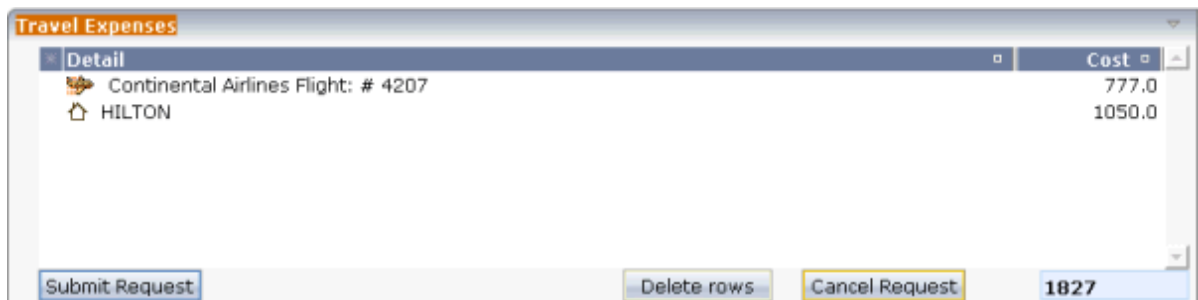 Travel Expenses
Detail Cost
Continental Airlines Flight: # 4207 777.0
HILTON 1050.0
Submit Request Delete rows Cancel Request 1827